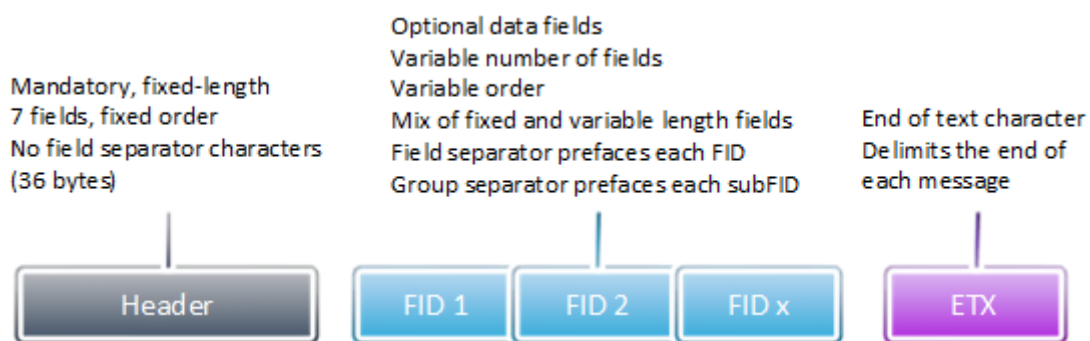 Mandatory, fixed-length
7 fields, fixed order
No field separator characters
(36 bytes)
Optional data fields
Variable number of fields
Variable order
Mix of fixed and variable length fields
Field separator prefaces each FID
Group separator prefaces each subFID
End of text character
Delimits the end of
each message
Header
FID 1
FID 2
FID x
ETX